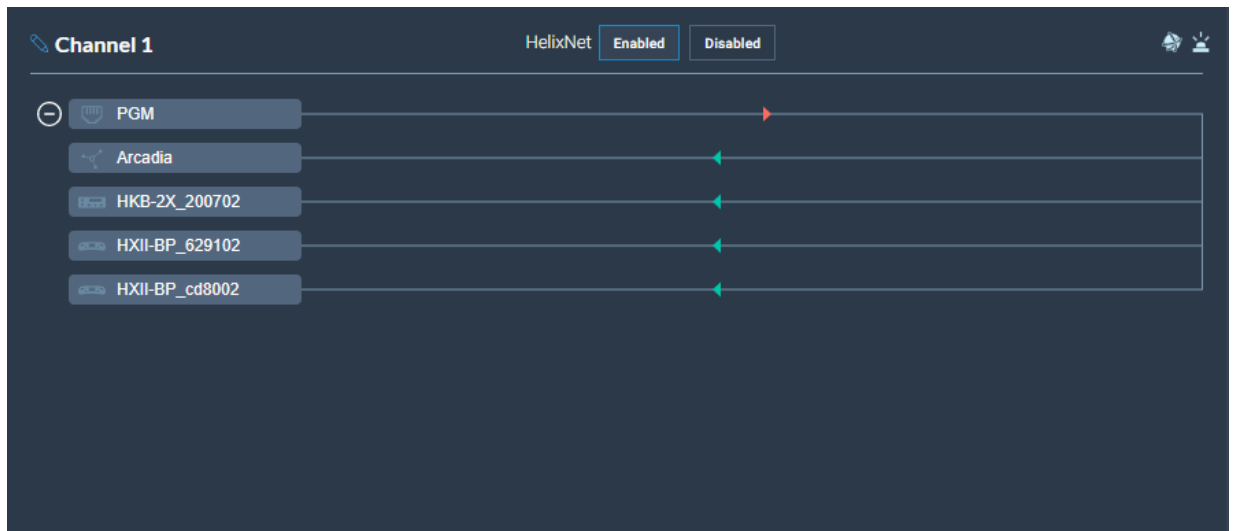 Channel 1
HelixNet Enabled Disabled
PGM
Arcadia
HKB-2X_200702
HXII-BP_629102
HXII-BP_cd8002